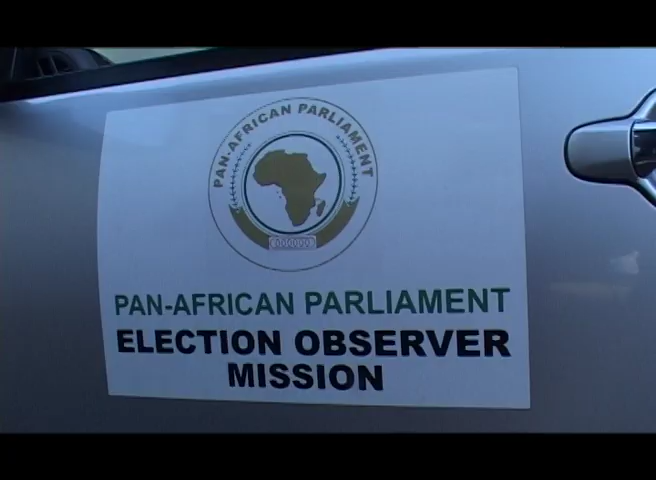 PAN-AFRICAN PARLIAMENT
PAN-AFRICAN PARLIAMENT
ELECTION OBSERVER
MISSION